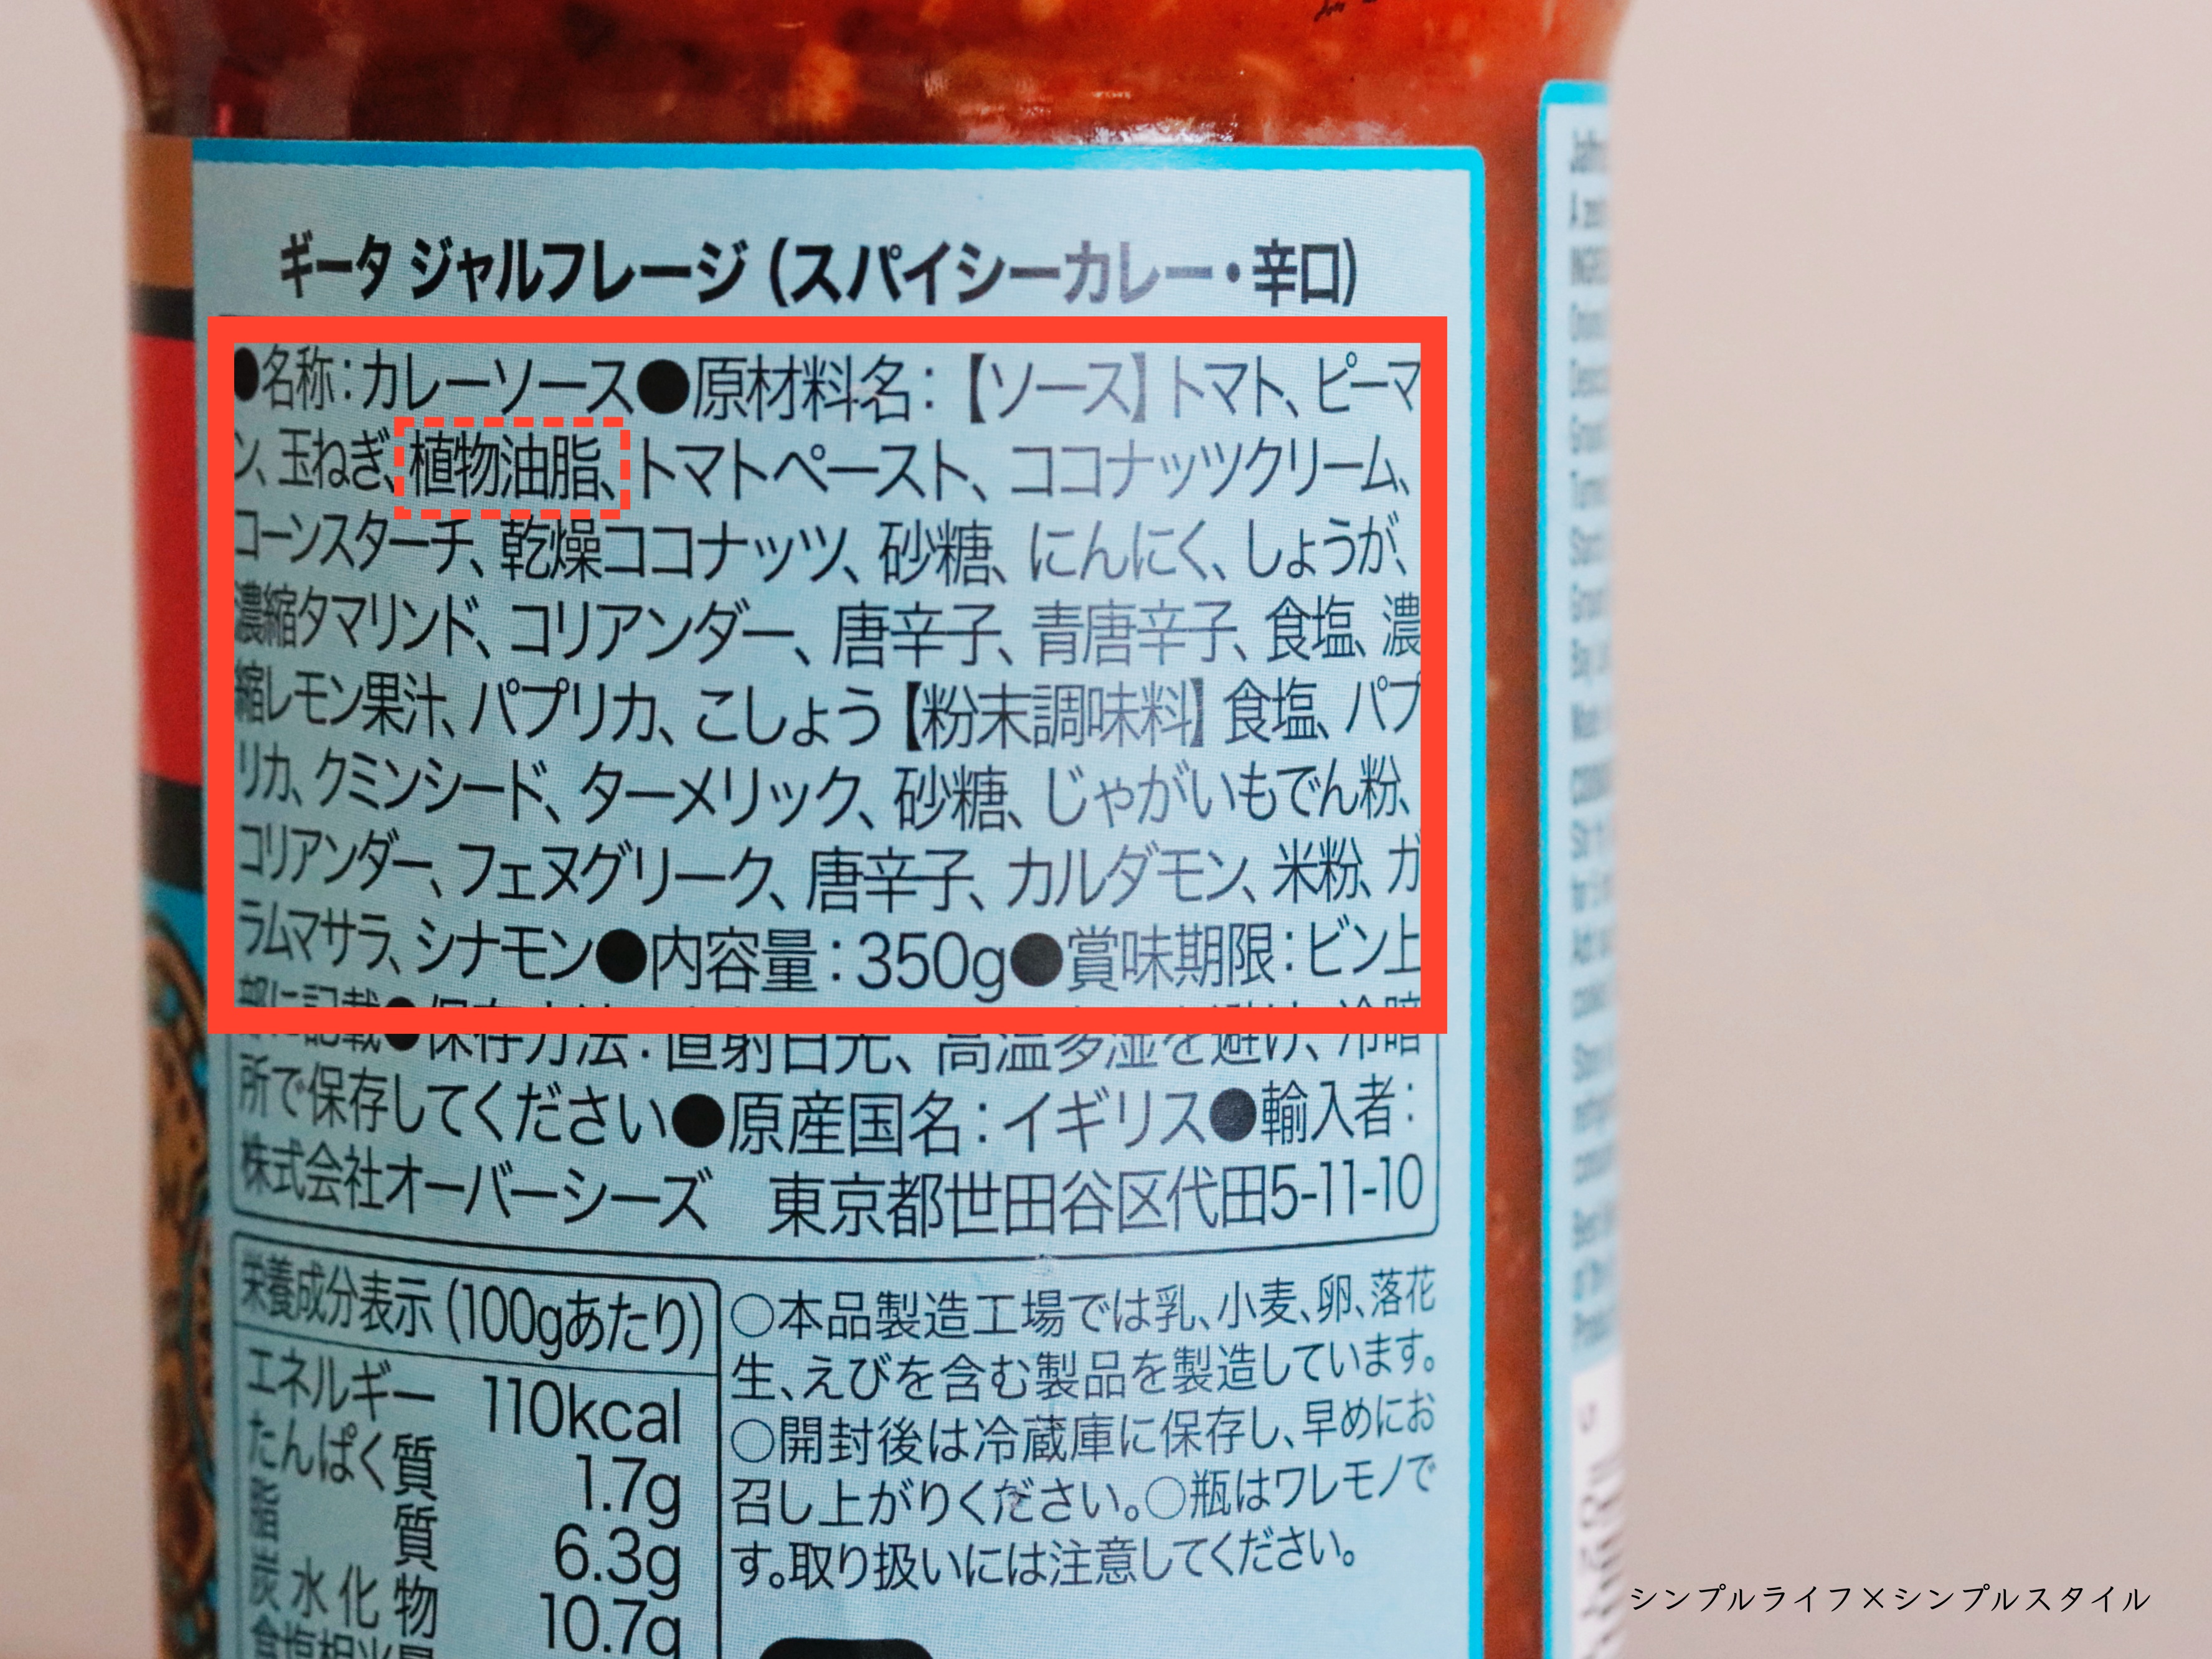 ギータ ジャルフレージ（スパイシーカレー・辛口）
●名称：カレーソース●原材料名：【ソース】トマト、ピーマ
ン、玉ねぎ、植物油脂、トマトペースト、ココナッツクリーム、
コーンスターチ、乾燥ココナッツ、砂糖、にんにく、しょうが、
濃縮タマリンド、コリアンダー、唐辛子、青唐辛子、食塩、濃
縮レモン果汁、パプリカ、こしょう【粉末調味料】食塩、パプ
リカ、クミンシード、ターメリック、砂糖、じゃがいもでん粉、
コリアンダー、フェヌグリーク、唐辛子、カルダモン、米粉、ガ
ラムマサラ、シナモン●内容量：350g●賞味期限：ビン上
部に記載●保存方法：直射日光、高温多湿を避け、冷暗
所で保存してください●原産国名：イギリス●輸入者：
株式会社オーバーシーズ 東京都世田谷区代田5-11-10
栄養成分表示（100gあたり）
エネルギー 110kcal
たんぱく質 1.7g
脂質 6.3g
炭水化物 10.7g
食塩相当量
○本品製造工場では乳、小麦、卵、落花
生、えびを含む製品を製造しています。
○開封後は冷蔵庫に保存し、早めにお
召し上がりください。○瓶はワレモノで
す。取り扱いには注意してください。
シンプルライフ×シンプルスタイル